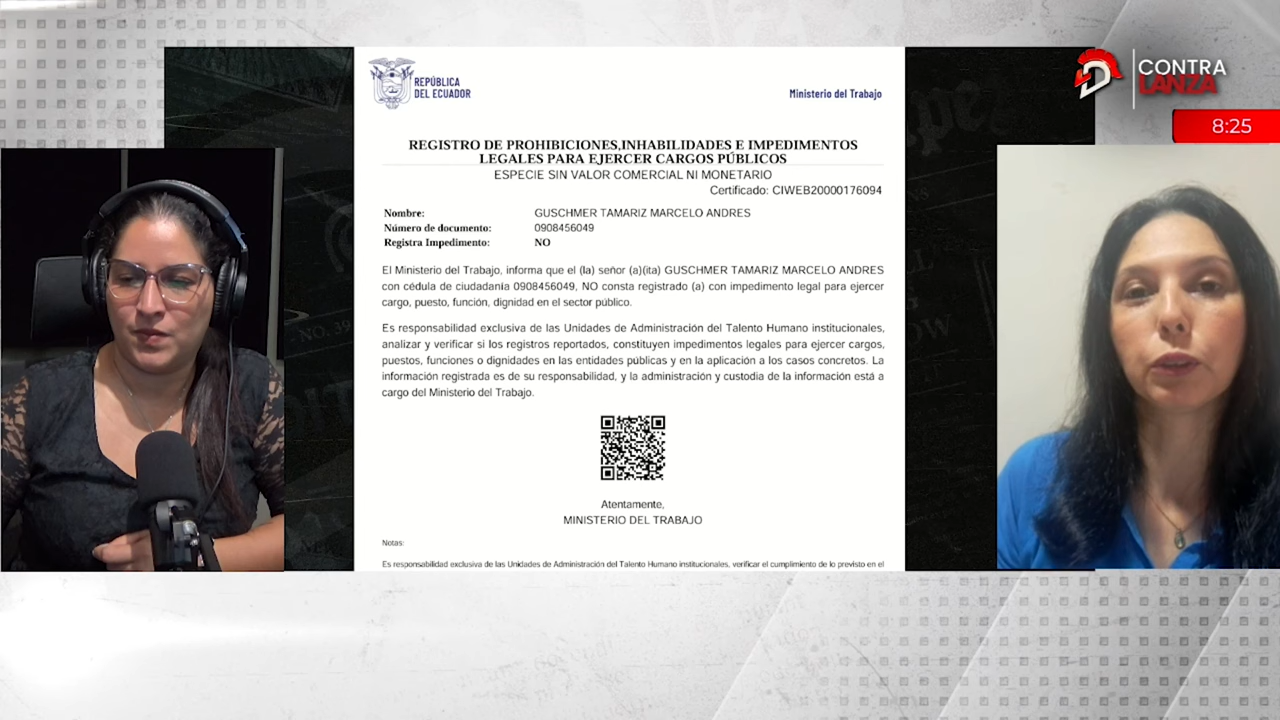 REPÚBLICA
DEL ECUADOR
Ministerio del Trabajo
CONTRA
LANZA
8:25
REGISTRO DE PROHIBICIONES,INHABILIDADES E IMPEDIMENTOS
LEGALES PARA EJERCER CARGOS PÚBLICOS
ESPECIE SIN VALOR COMERCIAL NI MONETARIO
Certificado: CIWEB20000176094
Nombre: GUSCHMER TAMARIZ MARCELO ANDRES
Número de documento: 0908456049
Registra Impedimento: NO
El Ministerio del Trabajo, informa que el (la) señor (a)(ita) GUSCHMER TAMARIZ MARCELO ANDRES
con cédula de ciudadania 0908456049, NO consta registrado (a) con impedimento legal para ejercer
cargo, puesto, función, dignidad en el sector público.
Es responsabilidad exclusiva de las Unidades de Administración del Talento Humano institucionales,
analizar y verificar si los registros reportados, constituyen impedimentos legales para ejercer cargos,
puestos, funciones o dignidades en las entidades públicas y en la aplicación a los casos concretos. La
información registrada es de su responsabilidad, y la administración y custodia de la información está a
cargo del Ministerio del Trabajo.
Atentamente,
MINISTERIO DEL TRABAJO
Notas:
Es responsabilidad exclusiva de las Unidades de Administración del Talento Humano institucionales, verificar el cumplimiento de lo previsto en el